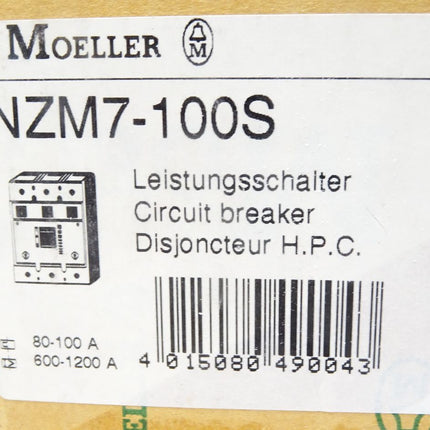 MOELLER
NZM7-100S
Leistungsschalter
Circuit breaker
Disjoncteur H.P.C.
80-100 A
600-1200 A
4 015080 490043